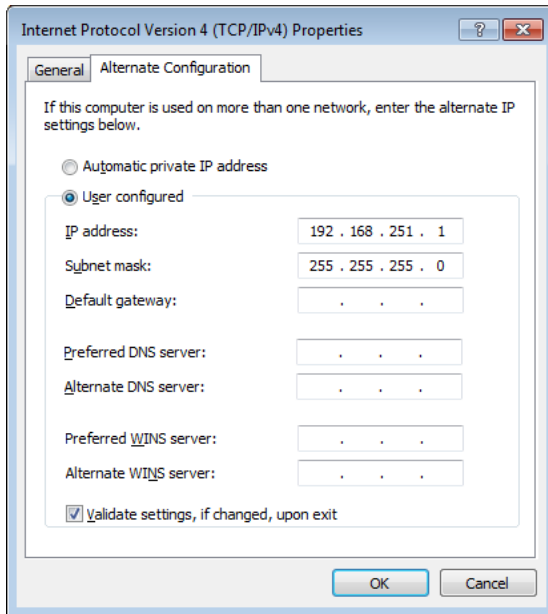 Internet Protocol Version 4 (TCP/IPv4) Properties
General
Alternate Configuration
If this computer is used on more than one network, enter the alternate IP
settings below.
Automatic private IP address
User configured
IP address: 192 . 168 . 251 . 1
Subnet mask: 255 . 255 . 255 . 0
Default gateway: . . .
Preferred DNS server: . . .
Alternate DNS server: . . .
Preferred WINS server: . . .
Alternate WINS server: . . .
Validate settings, if changed, upon exit
OK Cancel